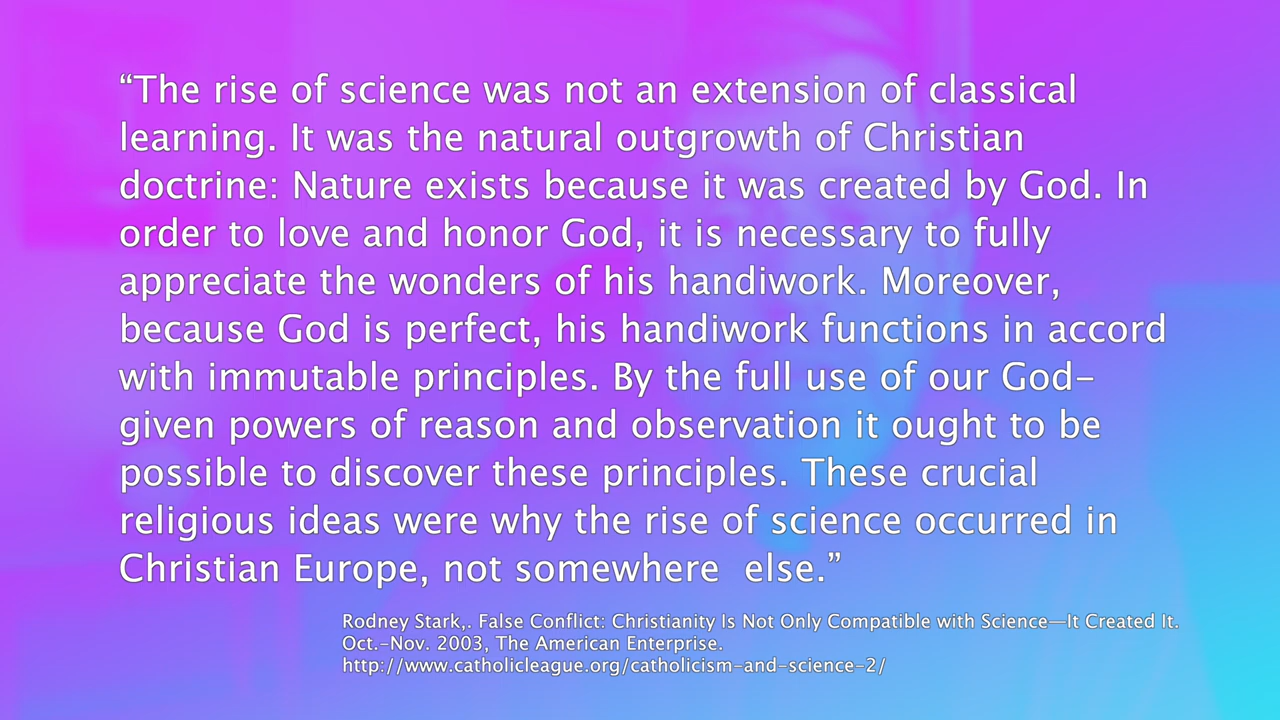 “The rise of science was not an extension of classical
learning. It was the natural outgrowth of Christian
doctrine: Nature exists because it was created by God. In
order to love and honor God, it is necessary to fully
appreciate the wonders of his handiwork. Moreover,
because God is perfect, his handiwork functions in accord
with immutable principles. By the full use of our God–
given powers of reason and observation it ought to be
possible to discover these principles. These crucial
religious ideas were why the rise of science occurred in
Christian Europe, not somewhere  else.”
Rodney Stark,. False Conflict: Christianity Is Not Only Compatible with Science—It Created It.
Oct.–Nov. 2003, The American Enterprise.
http://www.catholicleague.org/catholicism-and-science-2/